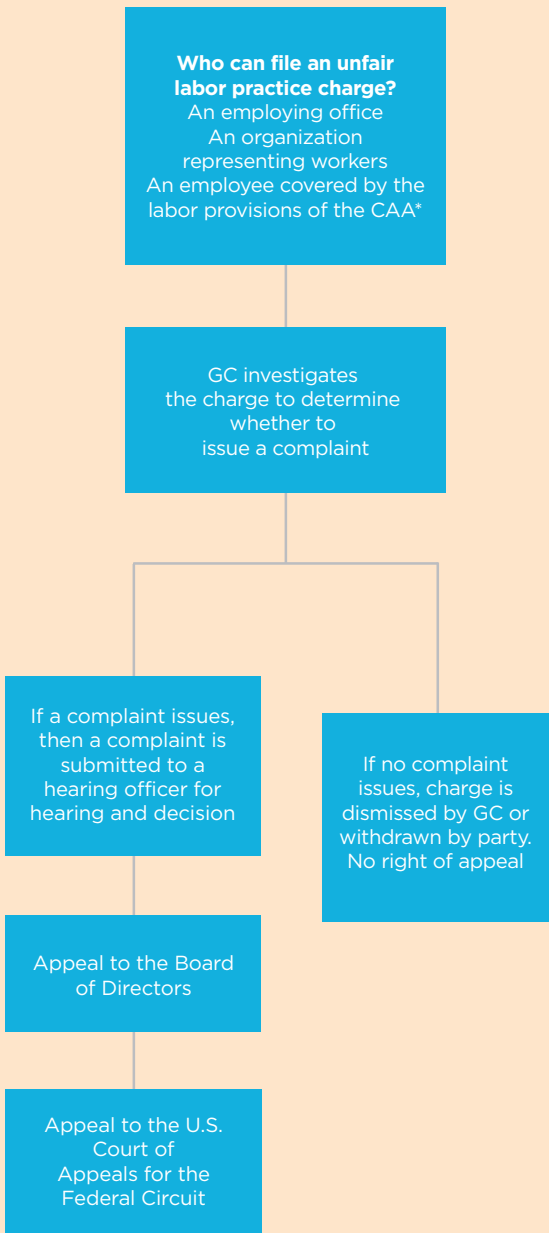 Who can file an unfair
labor practice charge?
An employing office
An organization
representing workers
An employee covered by the
labor provisions of the CAA*
GC investigates
the charge to determine
whether to
issue a complaint
If a complaint issues,
then a complaint is
submitted to a
hearing officer for
hearing and decision
If no complaint
issues, charge is
dismissed by GC or
withdrawn by party.
No right of appeal
Appeal to the Board
of Directors
Appeal to the U.S.
Court of
Appeals for the
Federal Circuit